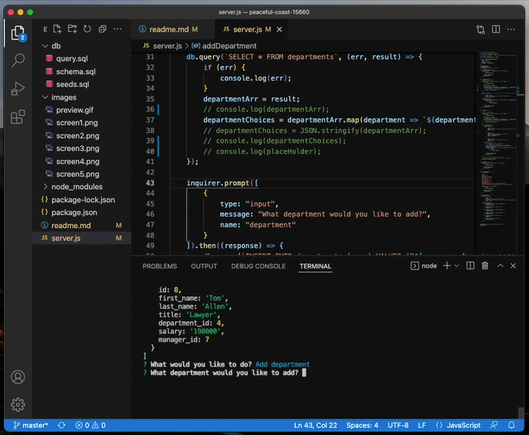 server.js — peaceful-coast-15660
E
readme.md M
server.js M
JS server.js > addDepartment
db
query.sql
schema.sql
seeds.sql
images
preview.gif
screen1.png
screen2.png
screen3.png
screen4.png
screen5.png
node_modules
package-lock.json
package.json
readme.md M
server.js M
31 db.query(`SELECT * FROM departments`, (err, result) => {
32 if (err) {
33 console.log(err);
34 }
35 departmentArr = result;
36 // console.log(departmentArr);
37 departmentChoices = departmentArr.map(department => `${department
38 // departmentChoices = JSON.stringify(departmentArr);
39 // console.log(departmentChoices);
40 // console.log(placeHolder);
41 });
42
43 inquirer.prompt([
44 {
45 type: "input",
46 message: "What department would you like to add?",
47 name: "department"
48 }
49 ]).then((response) => {
PROBLEMS OUTPUT DEBUG CONSOLE TERMINAL
node
id: 8,
first_name: 'Tom',
last_name: 'Allen',
title: 'Lawyer',
department_id: 4,
salary: '190000',
manager_id: 7
}
]
? What would you like to do? Add department
? What department would you like to add?
master* 0 0 Ln 43, Col 22 Spaces: 4 UTF-8 LF {} JavaScript